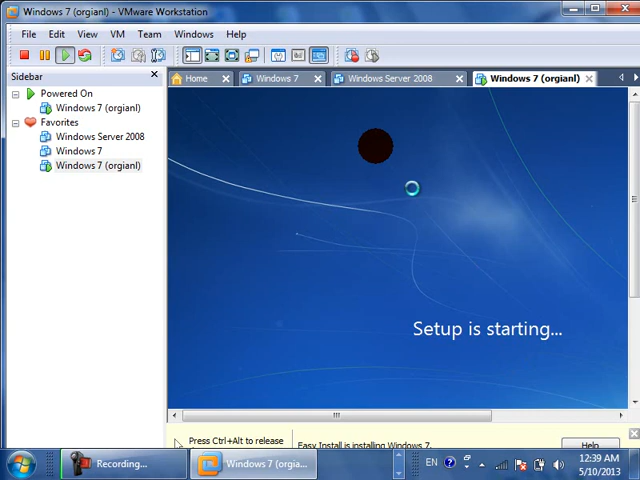 Windows 7 (orgianl) - VMware Workstation
File Edit View VM Team Windows Help
Sidebar
Home
Windows 7
Windows Server 2008
Windows 7 (orgianl)
Powered On
Windows 7 (orgianl)
Favorites
Windows Server 2008
Windows 7
Windows 7 (orgianl)
Setup is starting...
Press Ctrl+Alt to release
Easy Install is installing Windows 7.
Help
Recording...
Windows 7 (orgia...
EN
12:39 AM
5/10/2013